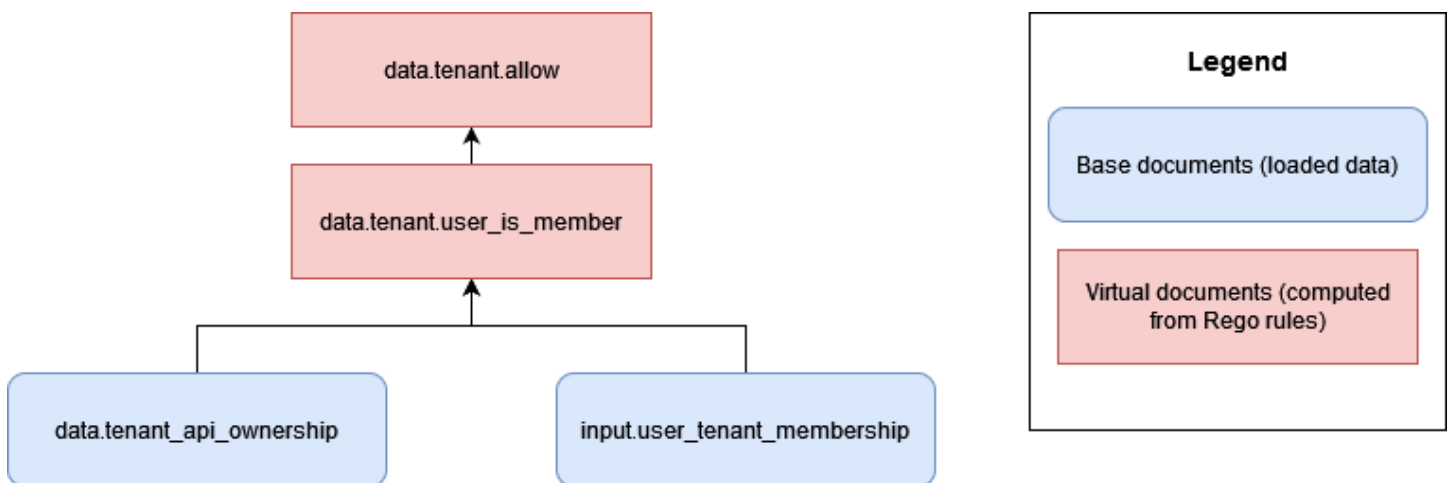 data.tenant.allow
data.tenant.user_is_member
data.tenant_api_ownership
input.user_tenant_membership
Legend
Base documents (loaded data)
Virtual documents (computed
from Rego rules)